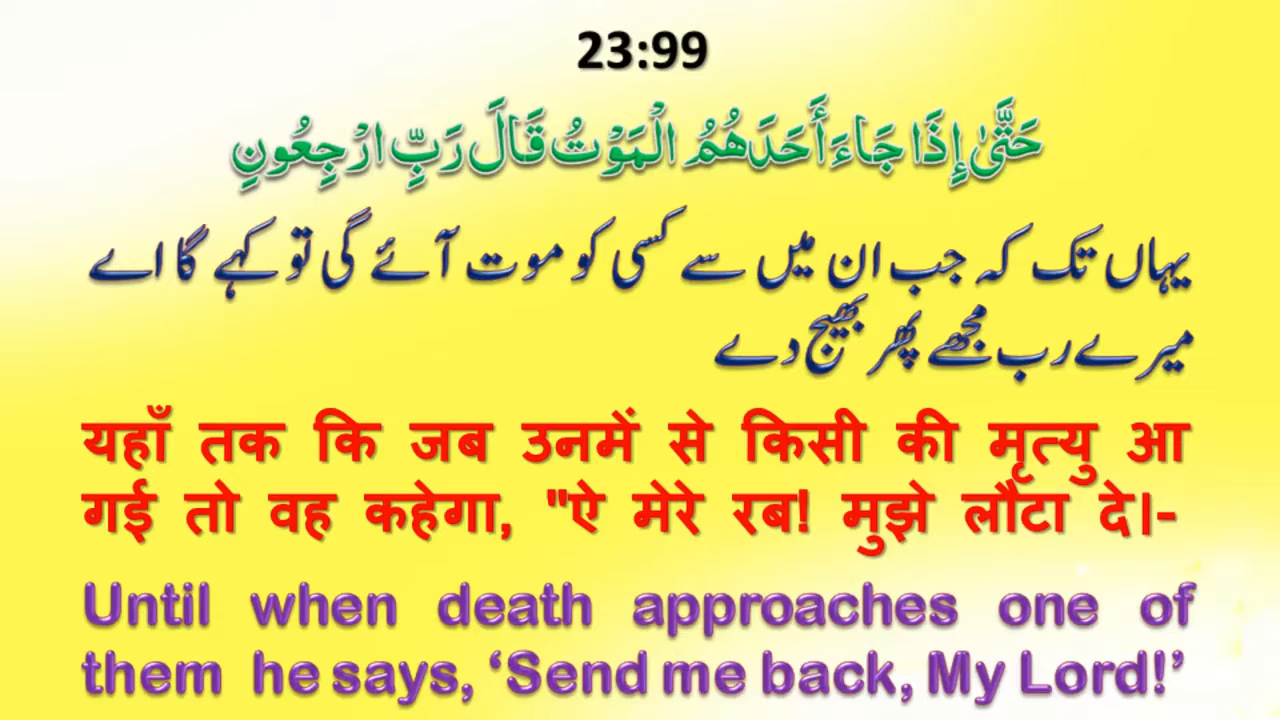 23:99
حَتَّىٰ إِذَا جَاءَ أَحَدَهُمُ الْمَوْتُ قَالَ رَبِّ ارْجِعُونِ
یہاں تک کہ جب ان میں سے کسی کو موت آئے گی تو کہے گا اے
میرے رب مجھے پھر بھیج دے
यहाँ तक कि जब उनमें से किसी की मृत्यु आ
गई तो वह कहेगा, "ऐ मेरे रब! मुझे लौटा दे।-
Until when death approaches one of
them he says, ‘Send me back, My Lord!’